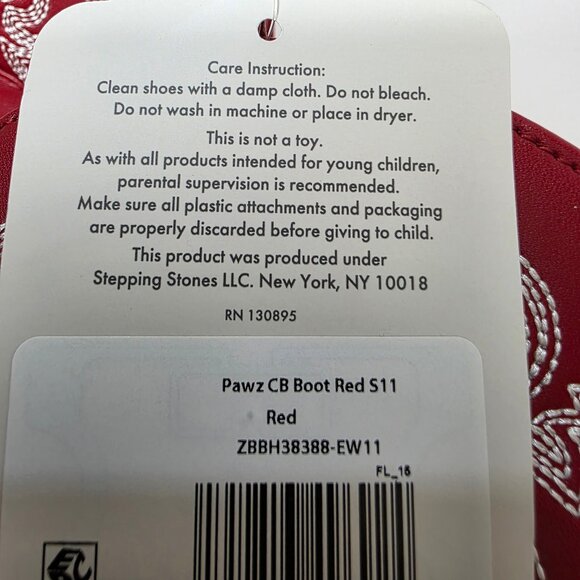 Care Instruction:
Clean shoes with a damp cloth. Do not bleach.
Do not wash in machine or place in dryer.
This is not a toy.
As with all products intended for young children,
parental supervision is recommended.
Make sure all plastic attachments and packaging
are properly discarded before giving to child.
This product was produced under
Stepping Stones LLC. New York, NY 10018
RN 130895
Pawz CB Boot Red S11
Red
ZBBH38388-EW11
FL_16